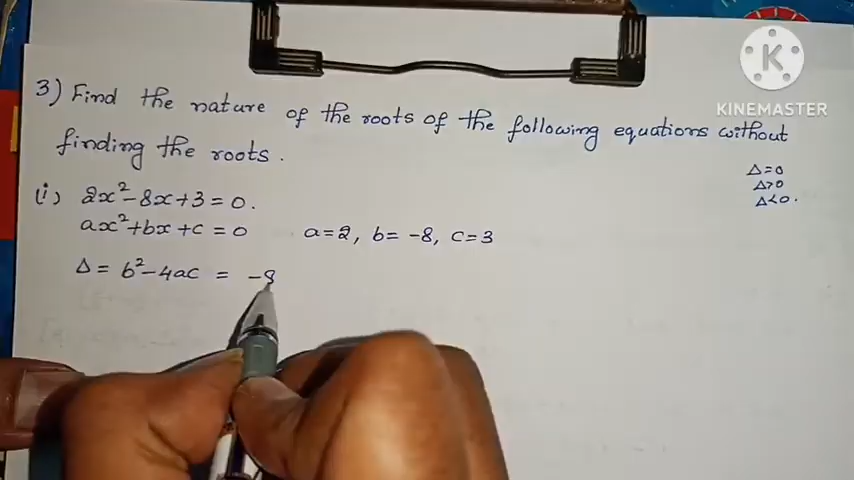 3) Find the nature of the roots of the following equations without
finding the roots.
(i) 2x²-8x+3=0.
ax²+bx+c=0 a=2, b=-8, c=3
Δ= b²-4ac = -8
Δ=0
Δ>0
Δ<0.
K
KINEMASTER